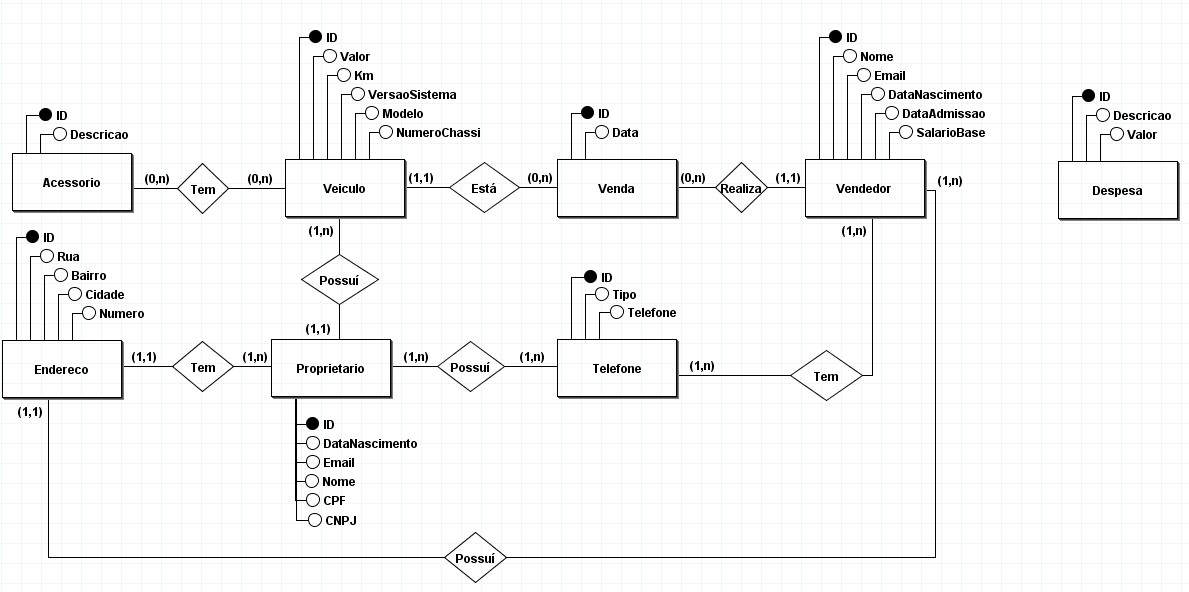 ID
Descricao
Acessorio
(0,n)
Tem
(0,n)
ID
Valor
Km
VersaoSistema
Modelo
NumeroChassi
Veiculo
(1,1)
Está
(0,n)
ID
Data
Venda
(0,n)
Realiza
(1,1)
ID
Nome
Email
DataNascimento
DataAdmissao
SalarioBase
Vendedor
(1,n)
(1,n)
ID
Descricao
Valor
Despesa
(1,n)
Possuí
(1,1)
ID
Rua
Bairro
Cidade
Numero
Endereco
(1,1)
Tem
(1,n)
Proprietario
(1,n)
Possuí
(1,n)
ID
Tipo
Telefone
Telefone
(1,n)
Tem
(1,1)
ID
DataNascimento
Email
Nome
CPF
CNPJ
Possuí